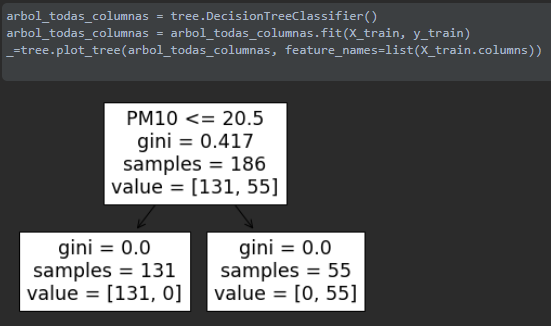 arbol_todas_columnas = tree.DecisionTreeClassifier()
arbol_todas_columnas = arbol_todas_columnas.fit(X_train, y_train)
_=tree.plot_tree(arbol_todas_columnas, feature_names=list(X_train.columns))
PM10 <= 20.5
gini = 0.417
samples = 186
value = [131, 55]
gini = 0.0
samples = 131
value = [131, 0]
gini = 0.0
samples = 55
value = [0, 55]